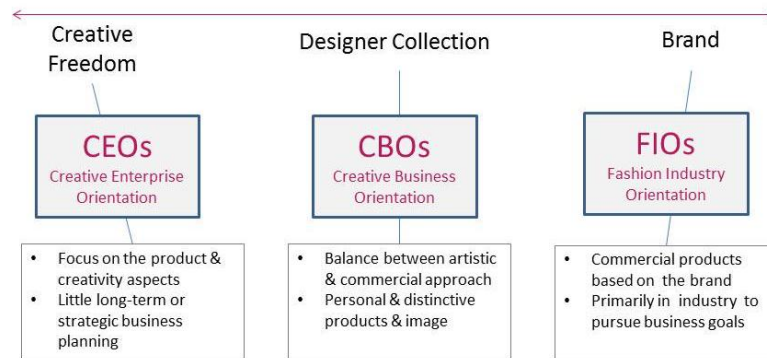 Creative
Freedom
Designer Collection
Brand
CEOs
Creative Enterprise
Orientation
CBOs
Creative Business
Orientation
FIOs
Fashion Industry
Orientation
• Focus on the product &
creativity aspects
• Little long-term or
strategic business
planning
• Balance between artistic
& commercial approach
• Personal & distinctive
products & image
• Commercial products
based on the brand
• Primarily in industry to
pursue business goals